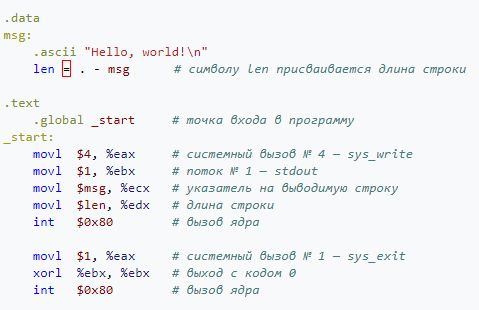 .data
msg:
    .ascii "Hello, world!\n"
    len = . - msg      # символу len присваивается длина строки

.text
    .global _start    # точка входа в программу
_start:
    movl  $4, %eax    # системный вызов № 4 — sys_write
    movl  $1, %ebx    # поток № 1 — stdout
    movl  $msg, %ecx  # указатель на выводимую строку
    movl  $len, %edx  # длина строки
    int   $0x80       # вызов ядра

    movl  $1, %eax    # системный вызов № 1 — sys_exit
    xorl  %ebx, %ebx  # выход с кодом 0
    int   $0x80       # вызов ядра